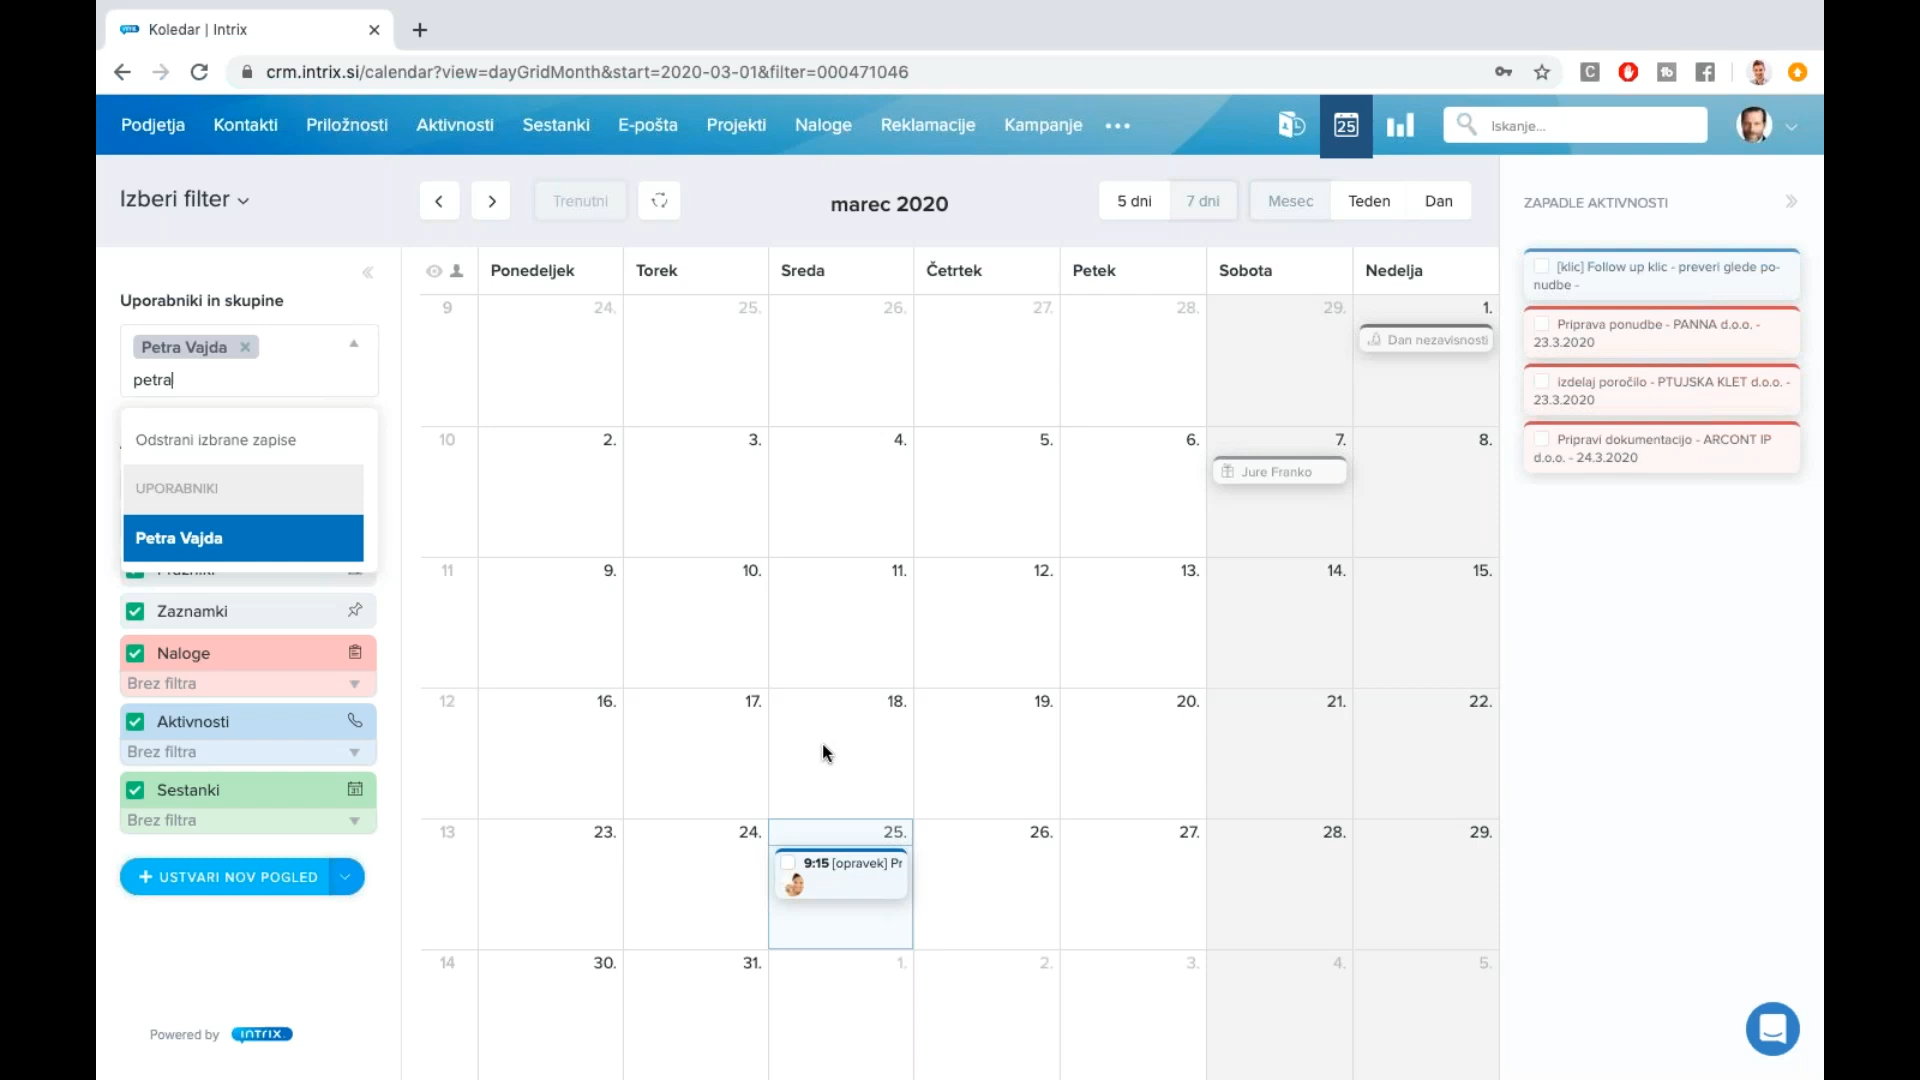 Koledar | Intrix
crm.intrix.si/calendar?view=dayGridMonth&start=2020-03-01&filter=000471046
Podjetja Kontakti Priložnosti Aktivnosti Sestanki E-pošta Projekti Naloge Reklamacije Kampanje 25 Iskanje...
Izberi filter
Trenutni
marec 2020
5 dni 7 dni Mesec Teden Dan
ZAPADLE AKTIVNOSTI
Uporabniki in skupine
Petra Vajda
petra
Odstrani izbrane zapise
UPORABNIKI
Petra Vajda
Zaznamki
Naloge
Brez filtra
Aktivnosti
Brez filtra
Sestanki
Brez filtra
+ USTVARI NOV POGLED
Powered by INTRIX
Ponedeljek Torek Sreda Četrtek Petek Sobota Nedelja
9 24. 25. 26. 27. 28. 29. 1.
Dan nezavisnosti
10 2. 3. 4. 5. 6. 7. 8.
Jure Franko
11 9. 10. 11. 12. 13. 14. 15.
12 16. 17. 18. 19. 20. 21. 22.
13 23. 24. 25. 26. 27. 28. 29.
9:15 [opravek] Pr
14 30. 31. 1. 2. 3. 4. 5.
[klic] Follow up klic - preveri glede po-
nudbe -
Priprava ponudbe - PANNA d.o.o. -
23.3.2020
izdelaj poročilo - PTUJSKA KLET d.o.o. -
23.3.2020
Pripravi dokumentacijo - ARCONT IP
d.o.o. - 24.3.2020